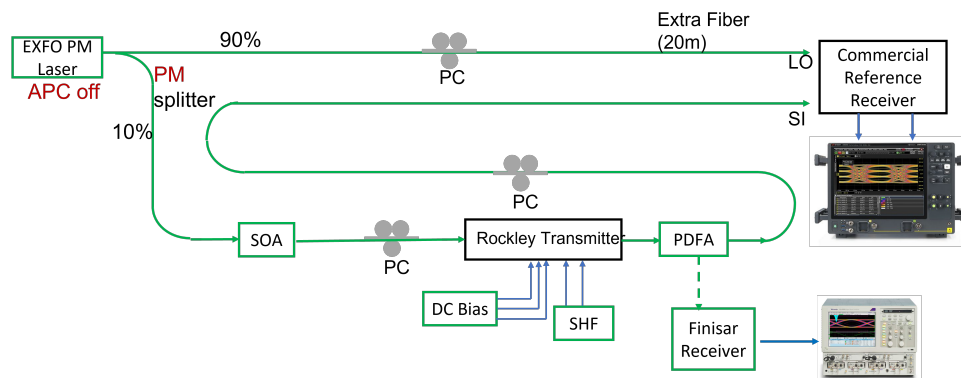 EXFO PM
Laser
APC off
90%
PM
splitter
10%
PC
Extra Fiber
(20m)
LO
SI
Commercial
Reference
Receiver
PC
SOA
PC
Rockley Transmitter
PDFA
DC Bias
SHF
Finisar
Receiver